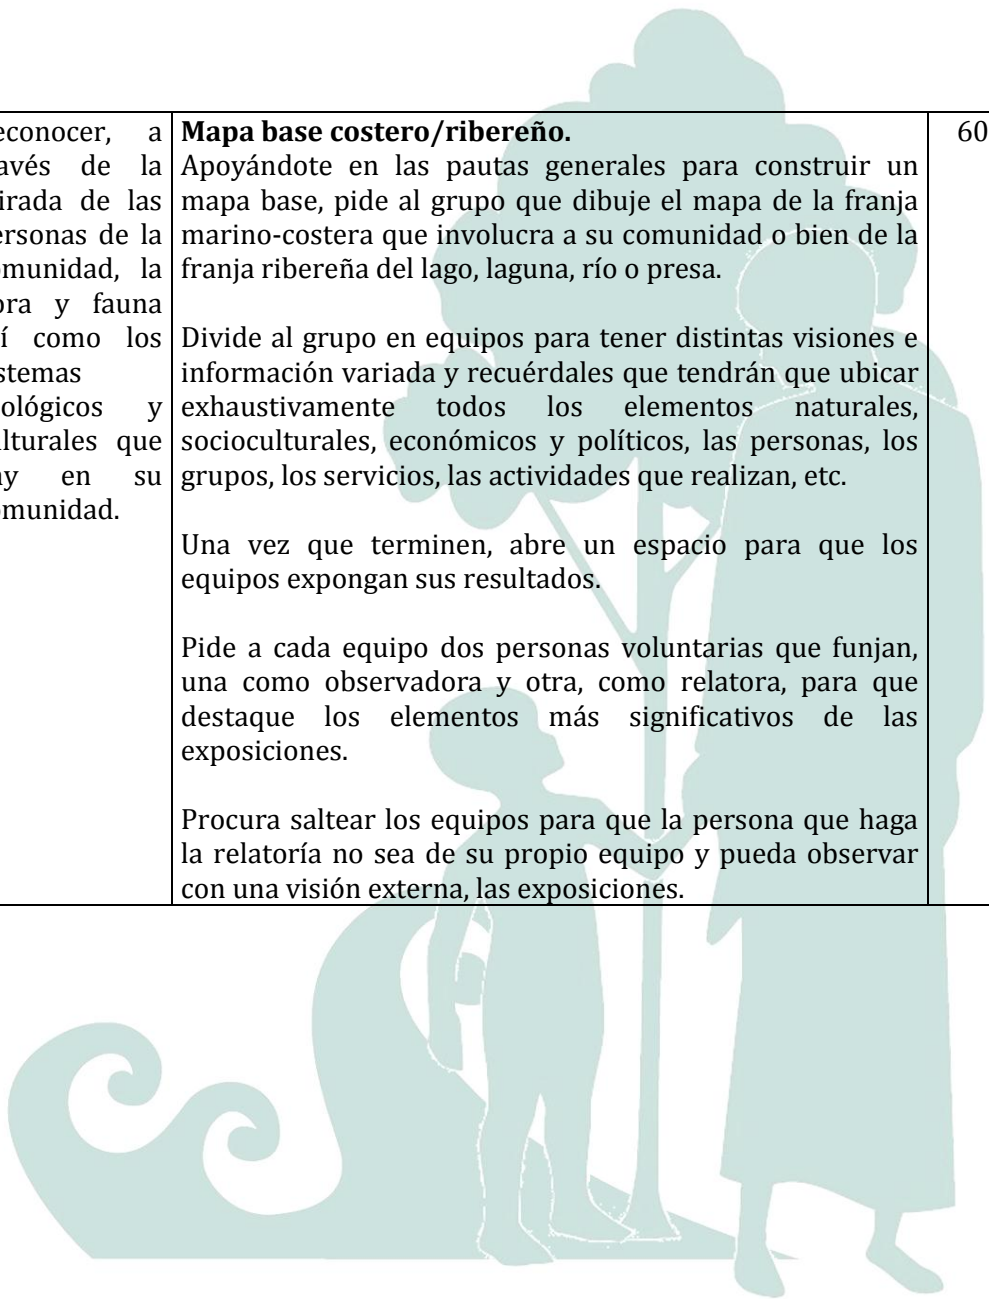 econocer, a
avés de la
irada de las
ersonas de la
omunidad, la
ora y fauna
í como los
stemas
ológicos y
lturales que
y en su
omunidad.
Mapa base costero/ribereño.
Apoyándote en las pautas generales para construir un
mapa base, pide al grupo que dibuje el mapa de la franja
marino-costera que involucra a su comunidad o bien de la
franja ribereña del lago, laguna, río o presa.
Divide al grupo en equipos para tener distintas visiones e
información variada y recuérdales que tendrán que ubicar
exhaustivamente todos los elementos naturales,
socioculturales, económicos y políticos, las personas, los
grupos, los servicios, las actividades que realizan, etc.
Una vez que terminen, abre un espacio para que los
equipos expongan sus resultados.
Pide a cada equipo dos personas voluntarias que funjan,
una como observadora y otra, como relatora, para que
destaque los elementos más significativos de las
exposiciones.
Procura saltear los equipos para que la persona que haga
la relatoría no sea de su propio equipo y pueda observar
con una visión externa, las exposiciones.
60